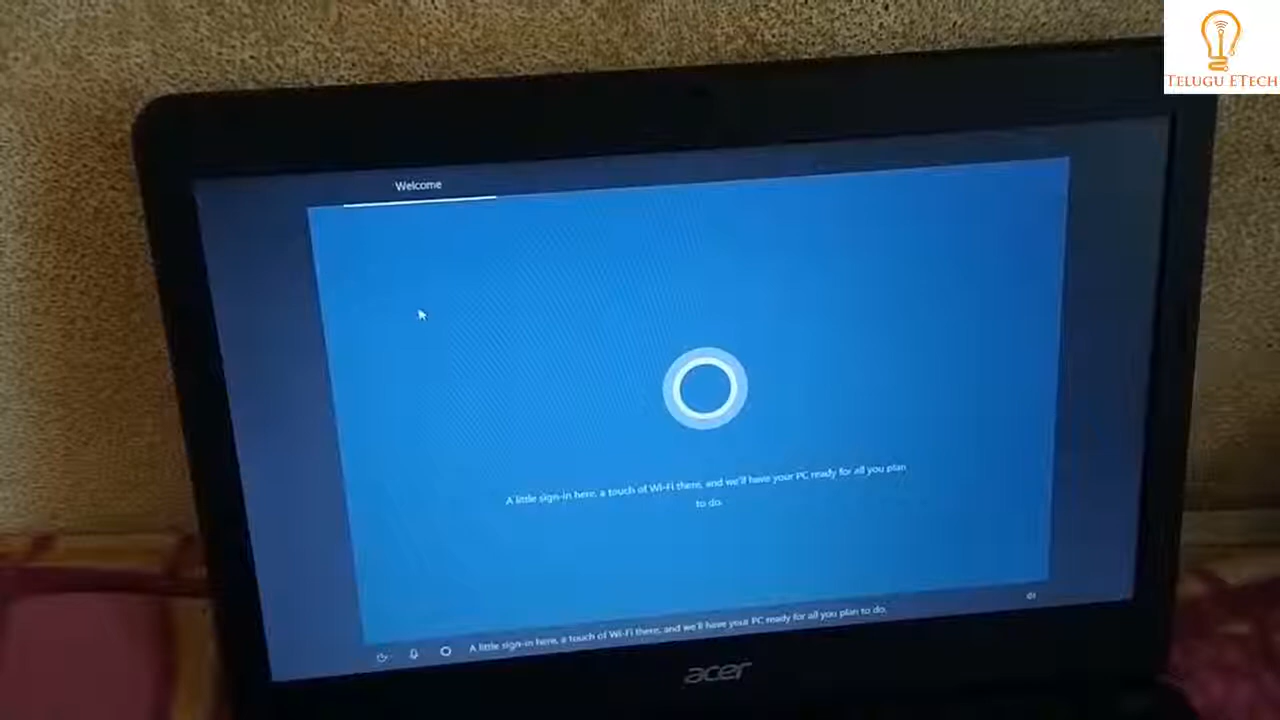 TELUGU ETECH
Welcome
A little sign-in here, a touch of Wi-Fi there, and we'll have your PC ready for all you plan
to do.
A little sign-in here, a touch of Wi-Fi there, and we'll have your PC ready for all you plan to do.
acer